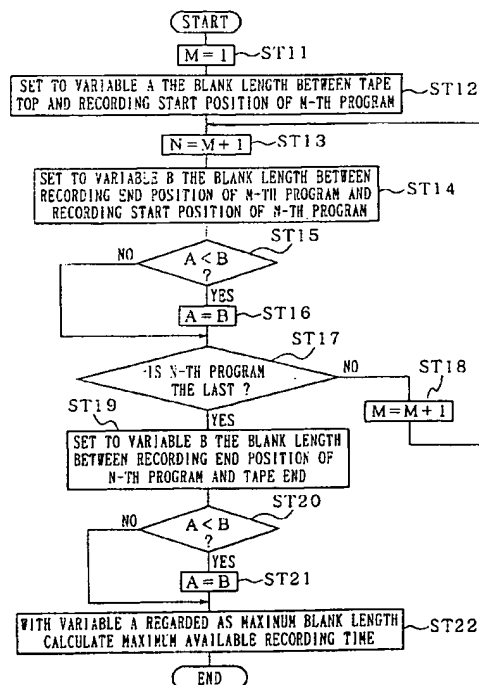 START
M=1
ST11
SET TO VARIABLE A THE BLANK LENGTH BETWEEN TAPE
TOP AND RECORDING START POSITION OF M-TH PROGRAM
ST12
N=M+1
ST13
SET TO VARIABLE B THE BLANK LENGTH BETWEEN
RECORDING END POSITION OF M-TH PROGRAM AND
RECORDING START POSITION OF M-TH PROGRAM
ST14
ST15
NO
A<B
?
YES
A=B
ST16
ST17
IS N-TH PROGRAM
THE LAST ?
NO
ST18
M=M+1
ST19
YES
SET TO VARIABLE B THE BLANK LENGTH
BETWEEN RECORDING END POSITION OF
N-TH PROGRAM AND TAPE END
ST20
NO
A<B
?
YES
A=B
ST21
WITH VARIABLE A REGARDED AS MAXIMUM BLANK LENGTH
CALCULATE MAXIMUM AVAILABLE RECORDING TIME
ST22
END